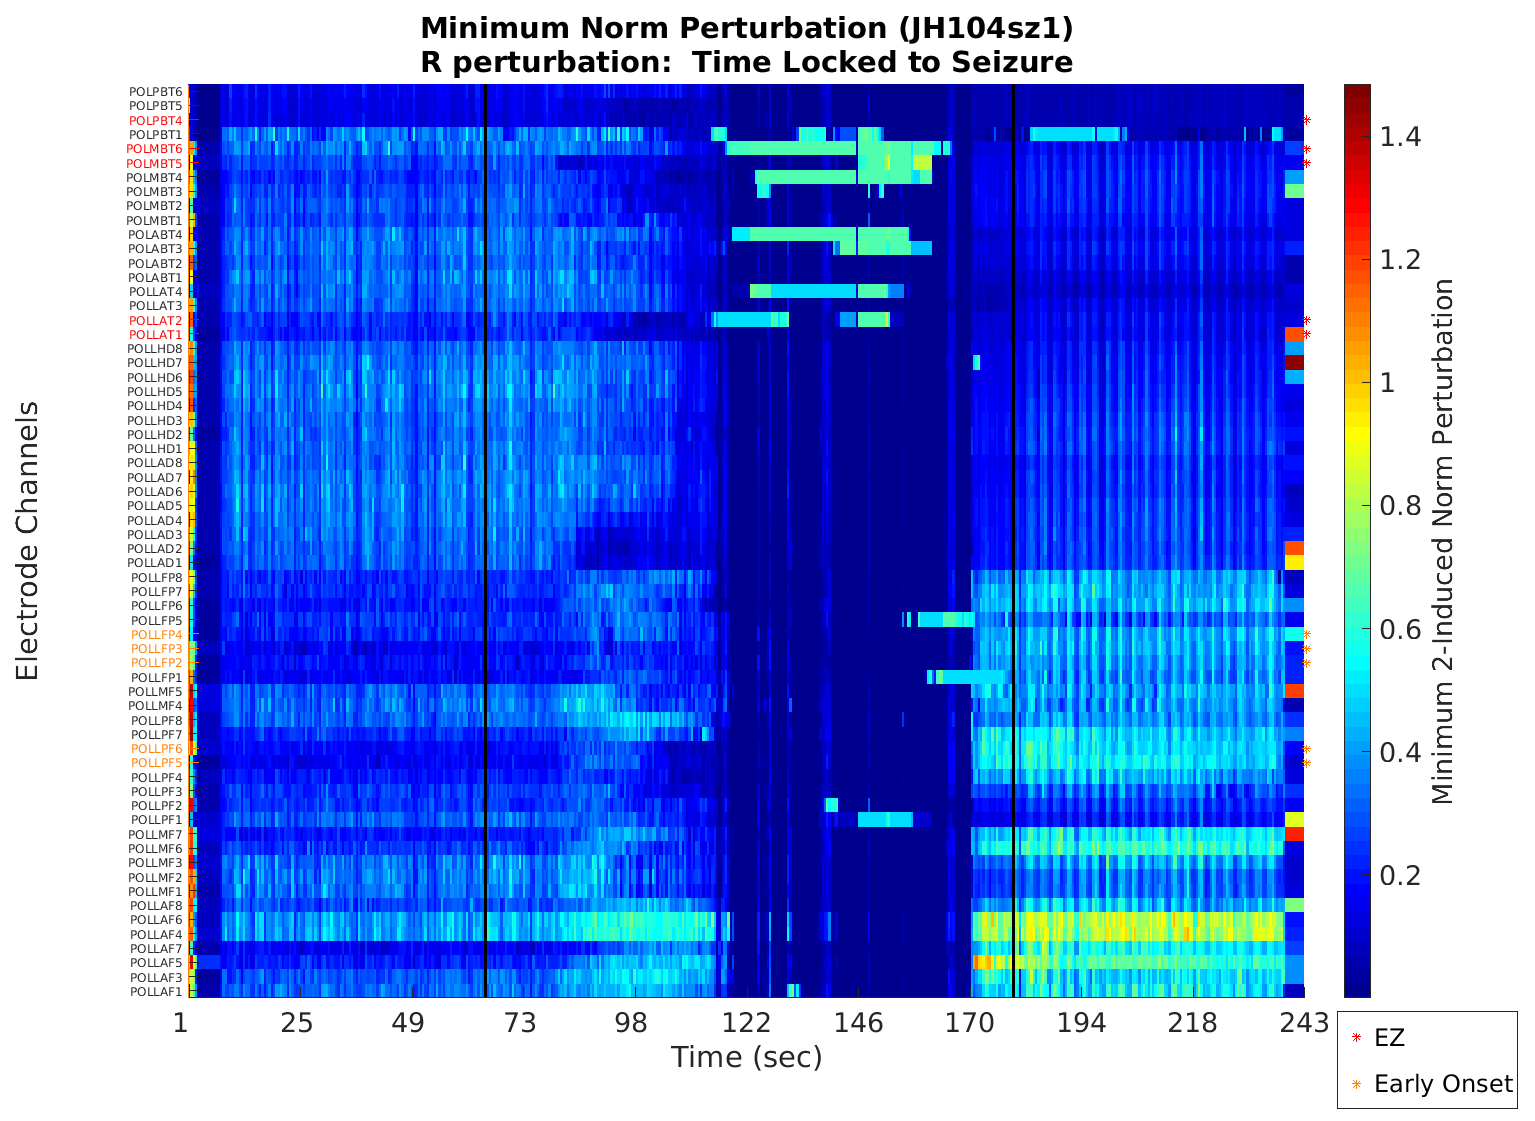 Minimum Norm Perturbation (JH104sz1)
R perturbation:  Time Locked to Seizure
Electrode Channels
POLPBT6
POLPBT5
POLPBT4
POLPBT1
POLMBT6
POLMBT5
POLMBT4
POLMBT3
POLMBT2
POLMBT1
POLABT4
POLABT3
POLABT2
POLABT1
POLLAT4
POLLAT3
POLLAT2
POLLAT1
POLLHD8
POLLHD7
POLLHD6
POLLHD5
POLLHD4
POLLHD3
POLLHD2
POLLHD1
POLLAD8
POLLAD7
POLLAD6
POLLAD5
POLLAD4
POLLAD3
POLLAD2
POLLAD1
POLLFP8
POLLFP7
POLLFP6
POLLFP5
POLLFP4
POLLFP3
POLLFP2
POLLFP1
POLLMF5
POLLMF4
POLLPF8
POLLPF7
POLLPF6
POLLPF5
POLLPF4
POLLPF3
POLLPF2
POLLPF1
POLLMF7
POLLMF6
POLLMF3
POLLMF2
POLLMF1
POLLAF8
POLLAF6
POLLAF4
POLLAF7
POLLAF5
POLLAF3
POLLAF1
1 25 49 73 98 122 146 170 194 218 243
Time (sec)
1.4
1.2
1
0.8
0.6
0.4
0.2
Minimum 2-Induced Norm Perturbation
EZ
Early Onset